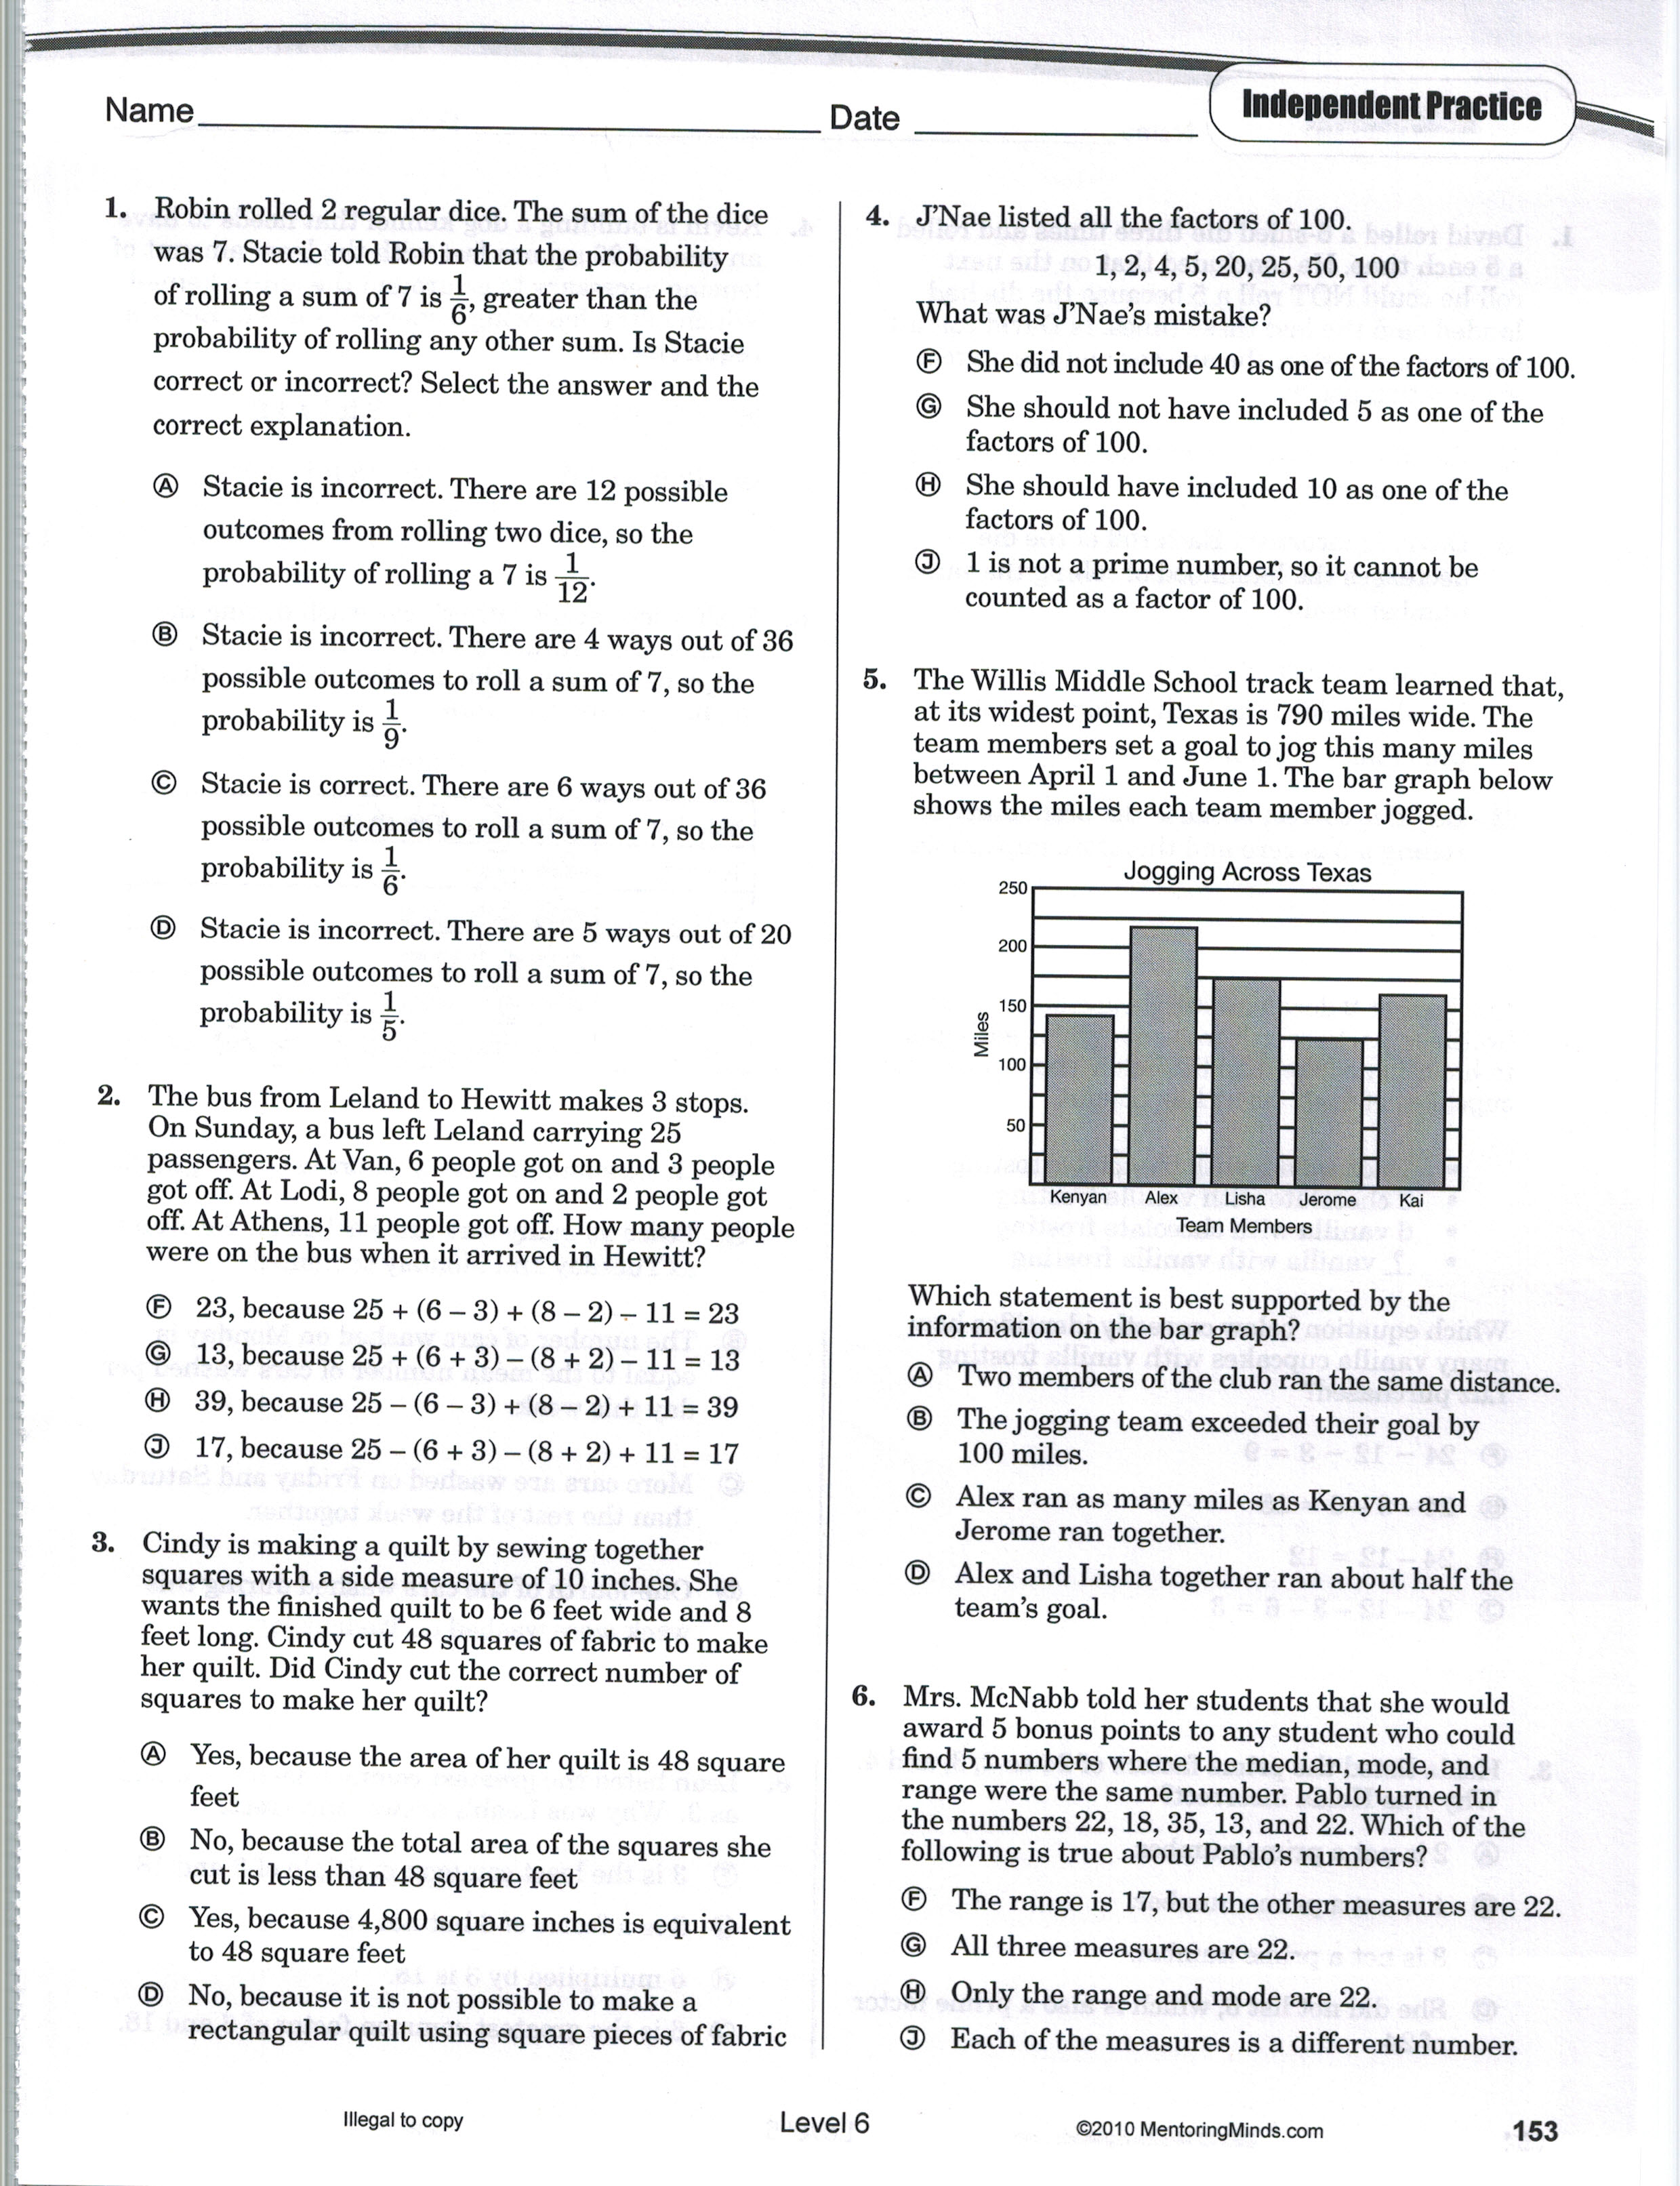 Name
Date
Independent Practice
1. Robin rolled 2 regular dice. The sum of the dice
was 7. Stacie told Robin that the probability
of rolling a sum of 7 is 1/6, greater than the
probability of rolling any other sum. Is Stacie
correct or incorrect? Select the answer and the
correct explanation.
Ⓐ Stacie is incorrect. There are 12 possible
outcomes from rolling two dice, so the
probability of rolling a 7 is 1/12.
Ⓑ Stacie is incorrect. There are 4 ways out of 36
possible outcomes to roll a sum of 7, so the
probability is 1/9.
Ⓒ Stacie is correct. There are 6 ways out of 36
possible outcomes to roll a sum of 7, so the
probability is 1/6.
Ⓓ Stacie is incorrect. There are 5 ways out of 20
possible outcomes to roll a sum of 7, so the
probability is 1/5.
2. The bus from Leland to Hewitt makes 3 stops.
On Sunday, a bus left Leland carrying 25
passengers. At Van, 6 people got on and 3 people
got off. At Lodi, 8 people got on and 2 people got
off. At Athens, 11 people got off. How many people
were on the bus when it arrived in Hewitt?
Ⓕ 23, because 25 + (6 – 3) + (8 – 2) – 11 = 23
Ⓖ 13, because 25 + (6 + 3) – (8 + 2) – 11 = 13
Ⓗ 39, because 25 – (6 – 3) + (8 – 2) + 11 = 39
Ⓙ 17, because 25 – (6 + 3) – (8 + 2) + 11 = 17
3. Cindy is making a quilt by sewing together
squares with a side measure of 10 inches. She
wants the finished quilt to be 6 feet wide and 8
feet long. Cindy cut 48 squares of fabric to make
her quilt. Did Cindy cut the correct number of
squares to make her quilt?
Ⓐ Yes, because the area of her quilt is 48 square
feet
Ⓑ No, because the total area of the squares she
cut is less than 48 square feet
Ⓒ Yes, because 4,800 square inches is equivalent
to 48 square feet
Ⓓ No, because it is not possible to make a
rectangular quilt using square pieces of fabric
4. J'Nae listed all the factors of 100.
1, 2, 4, 5, 20, 25, 50, 100
What was J'Nae's mistake?
Ⓕ She did not include 40 as one of the factors of 100.
Ⓖ She should not have included 5 as one of the
factors of 100.
Ⓗ She should have included 10 as one of the
factors of 100.
Ⓙ 1 is not a prime number, so it cannot be
counted as a factor of 100.
5. The Willis Middle School track team learned that,
at its widest point, Texas is 790 miles wide. The
team members set a goal to jog this many miles
between April 1 and June 1. The bar graph below
shows the miles each team member jogged.
Jogging Across Texas
250
200
150
100
50
Miles
Kenyan Alex Lisha Jerome Kai
Team Members
Which statement is best supported by the
information on the bar graph?
Ⓐ Two members of the club ran the same distance.
Ⓑ The jogging team exceeded their goal by
100 miles.
Ⓒ Alex ran as many miles as Kenyan and
Jerome ran together.
Ⓓ Alex and Lisha together ran about half the
team's goal.
6. Mrs. McNabb told her students that she would
award 5 bonus points to any student who could
find 5 numbers where the median, mode, and
range were the same number. Pablo turned in
the numbers 22, 18, 35, 13, and 22. Which of the
following is true about Pablo's numbers?
Ⓕ The range is 17, but the other measures are 22.
Ⓖ All three measures are 22.
Ⓗ Only the range and mode are 22.
Ⓙ Each of the measures is a different number.
Illegal to copy
Level 6
©2010 MentoringMinds.com
153